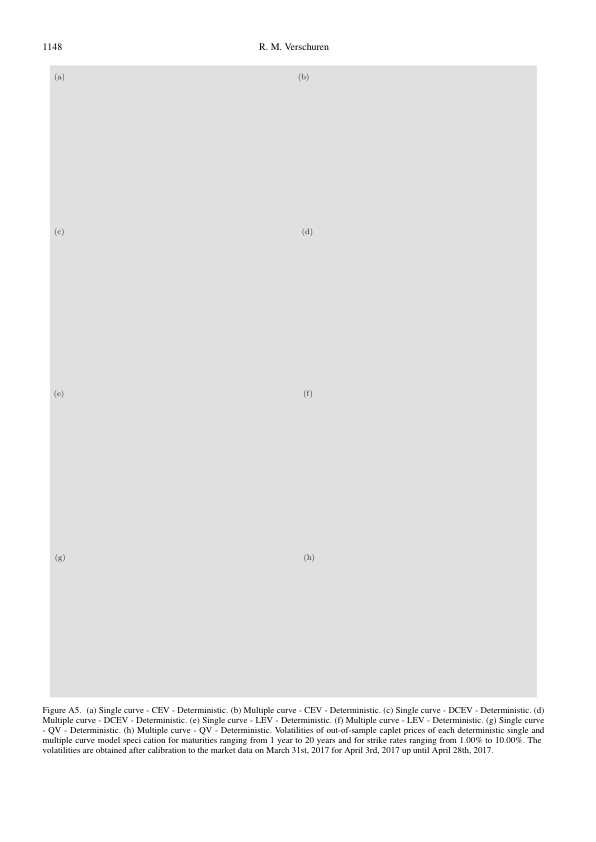 1148
R. M. Verschuren
(a)
(b)
(c)
(d)
(e)
(f)
(g)
(h)
Figure A5. (a) Single curve - CEV - Deterministic. (b) Multiple curve - CEV - Deterministic. (c) Single curve - DCEV - Deterministic. (d)
Multiple curve - DCEV - Deterministic. (e) Single curve - LEV - Deterministic. (f) Multiple curve - LEV - Deterministic. (g) Single curve
- QV - Deterministic. (h) Multiple curve - QV - Deterministic. Volatilities of out-of-sample caplet prices of each deterministic single and
multiple curve model speci cation for maturities ranging from 1 year to 20 years and for strike rates ranging from 1.00% to 10.00%. The
volatilities are obtained after calibration to the market data on March 31st, 2017 for April 3rd, 2017 up until April 28th, 2017.